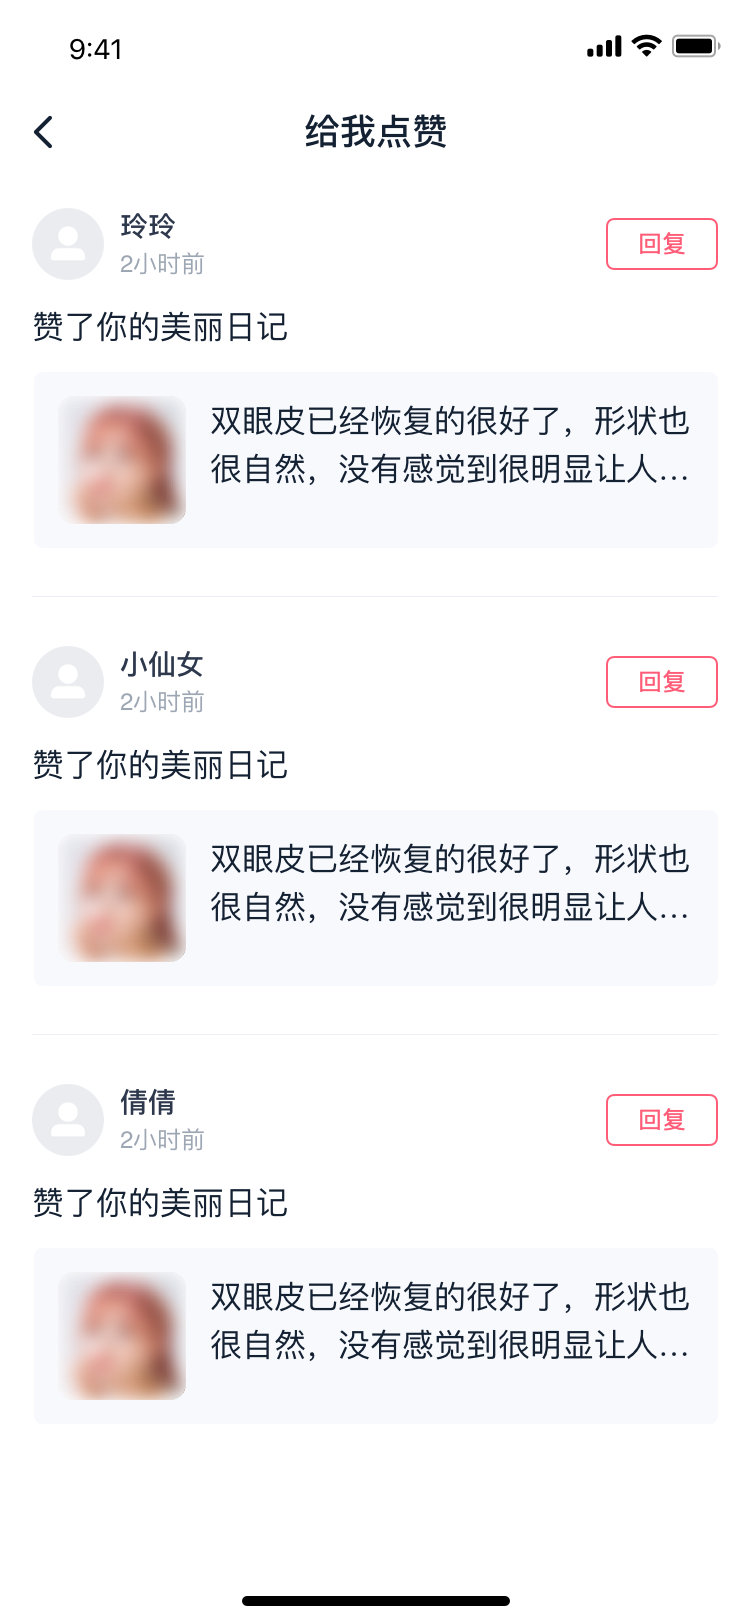 9:41
给我点赞
玲玲
2小时前
回复
赞了你的美丽日记
双眼皮已经恢复的很好了，形状也
很自然，没有感觉到很明显让人...
小仙女
2小时前
回复
赞了你的美丽日记
双眼皮已经恢复的很好了，形状也
很自然，没有感觉到很明显让人...
倩倩
2小时前
回复
赞了你的美丽日记
双眼皮已经恢复的很好了，形状也
很自然，没有感觉到很明显让人...